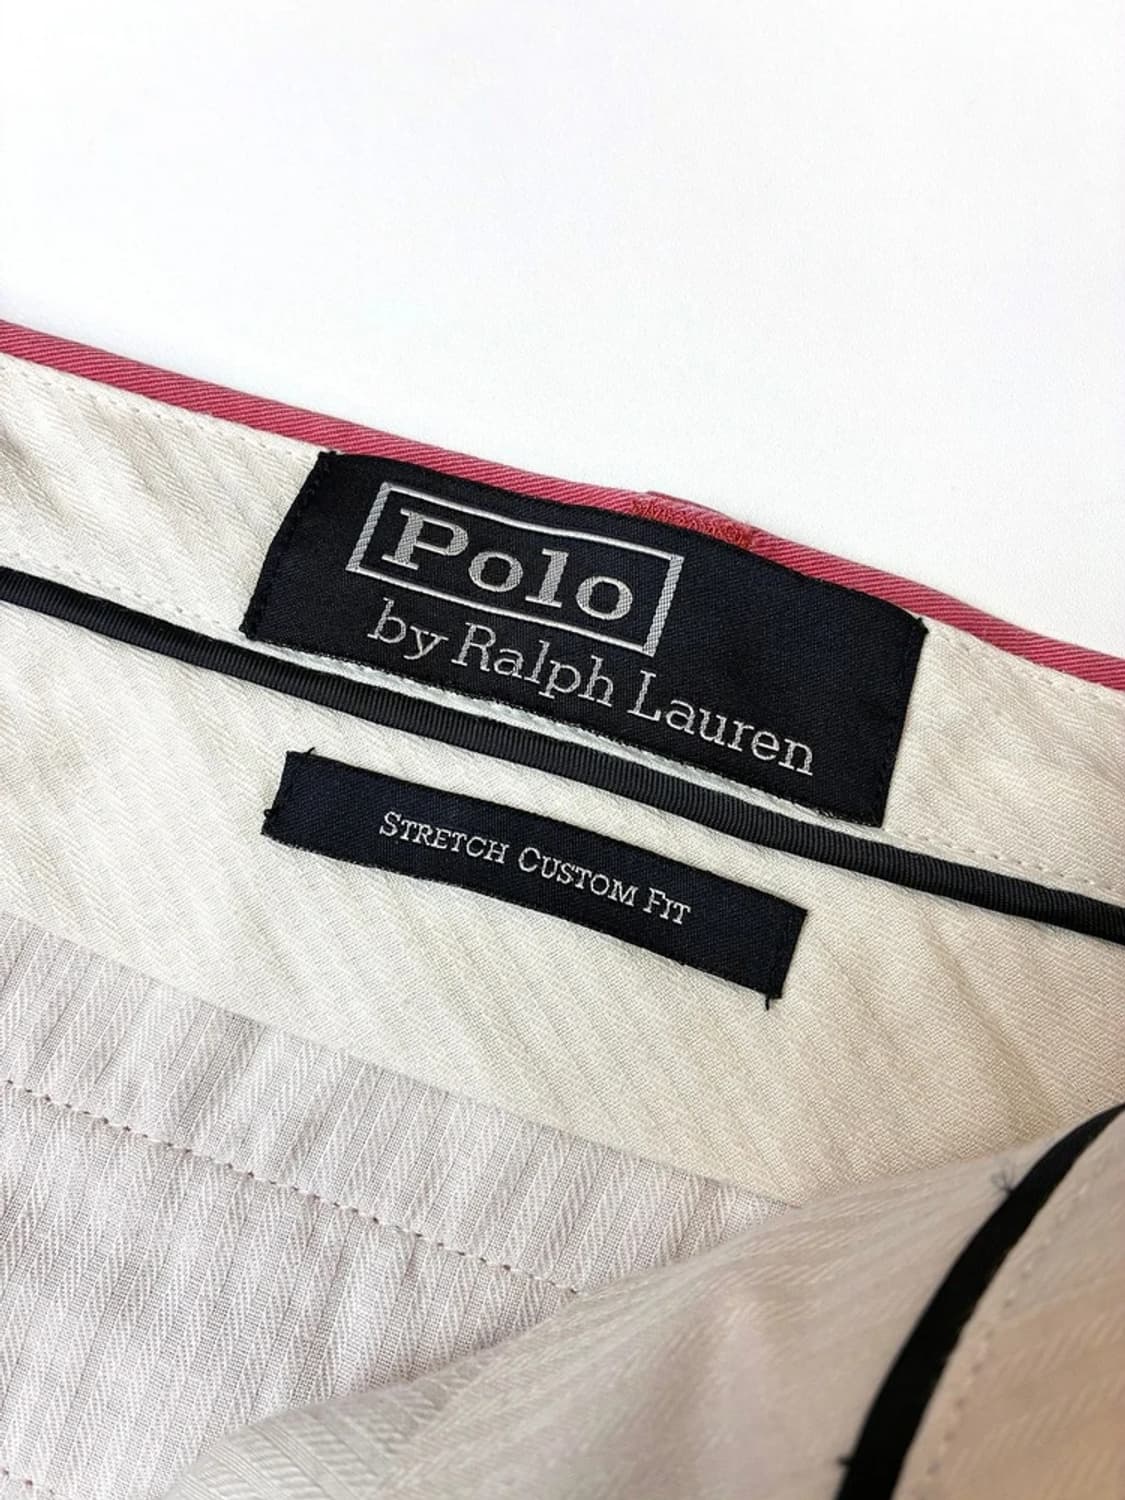 Polo
by Ralph Lauren
STRETCH CUSTOM FIT